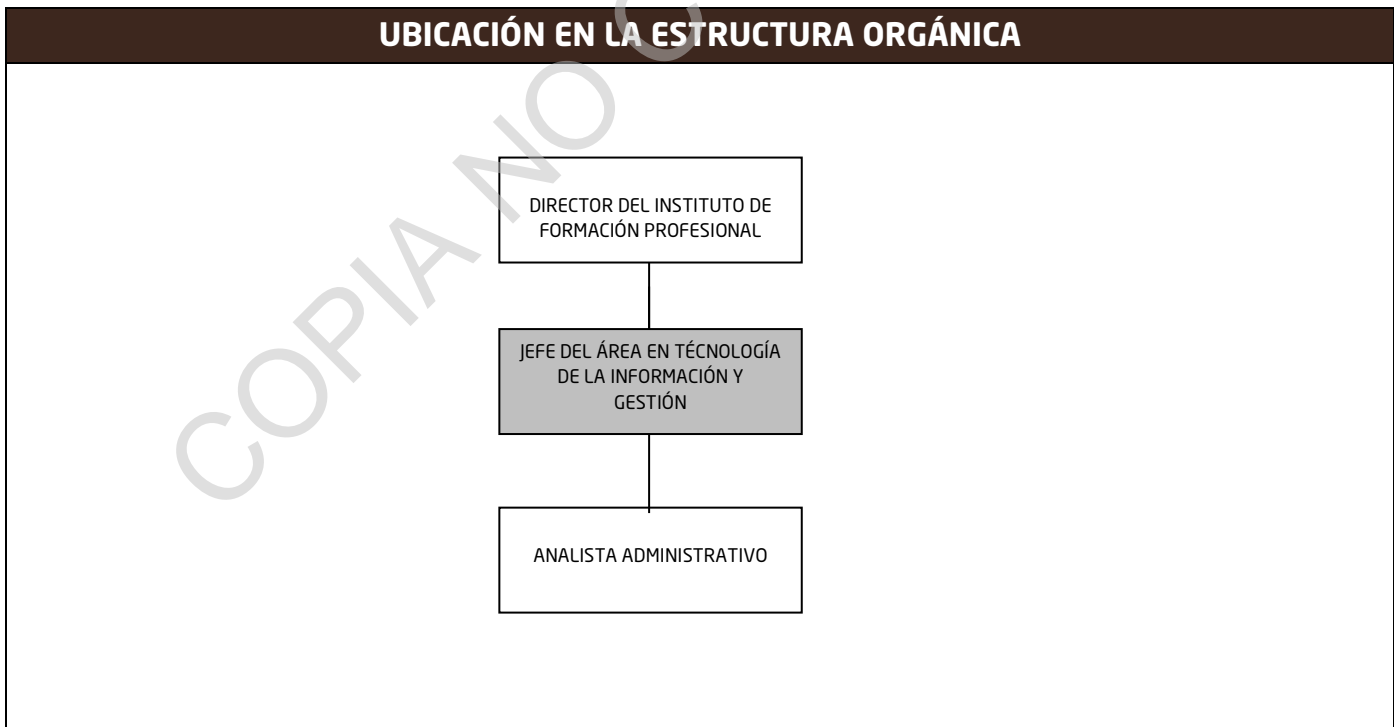 UBICACIÓN EN LA ESTRUCTURA ORGÁNICA
DIRECTOR DEL INSTITUTO DE
FORMACIÓN PROFESIONAL
JEFE DEL ÁREA EN TÉCNOLOGÍA
DE LA INFORMACIÓN Y
GESTIÓN
ANALISTA ADMINISTRATIVO
COPIA NO C